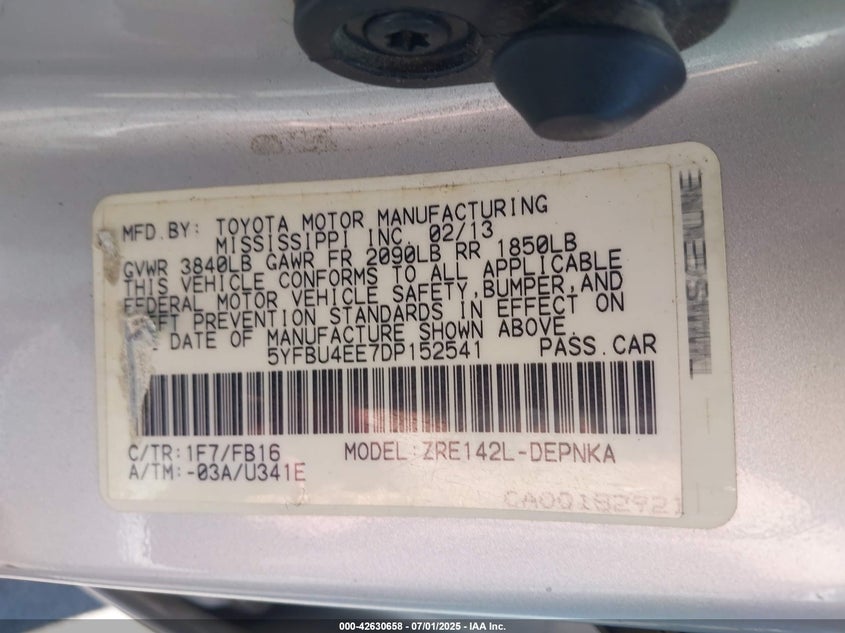 MFD.BY: TOYOTA MOTOR MANUFACTURING
MISSISSIPPI INC. 02/13
GVWR 3840LB GAWR FR 2090LB RR 1850LB
THIS VEHICLE CONFORMS TO ALL APPLICABLE
FEDERAL MOTOR VEHICLE SAFETY,BUMPER,AND
PREVENTION STANDARDS IN EFFECT ON
DATE OF MANUFACTURE SHOWN ABOVE.
5YFBU4EE7DP152541 PASS.CAR
C/TR:1F7/FB16 MODEL:ZRE142L-DEPNKA
A/TM:-03A/U341E
CA00182921
000-42630658 - 07/01/2025 - IAA Inc.